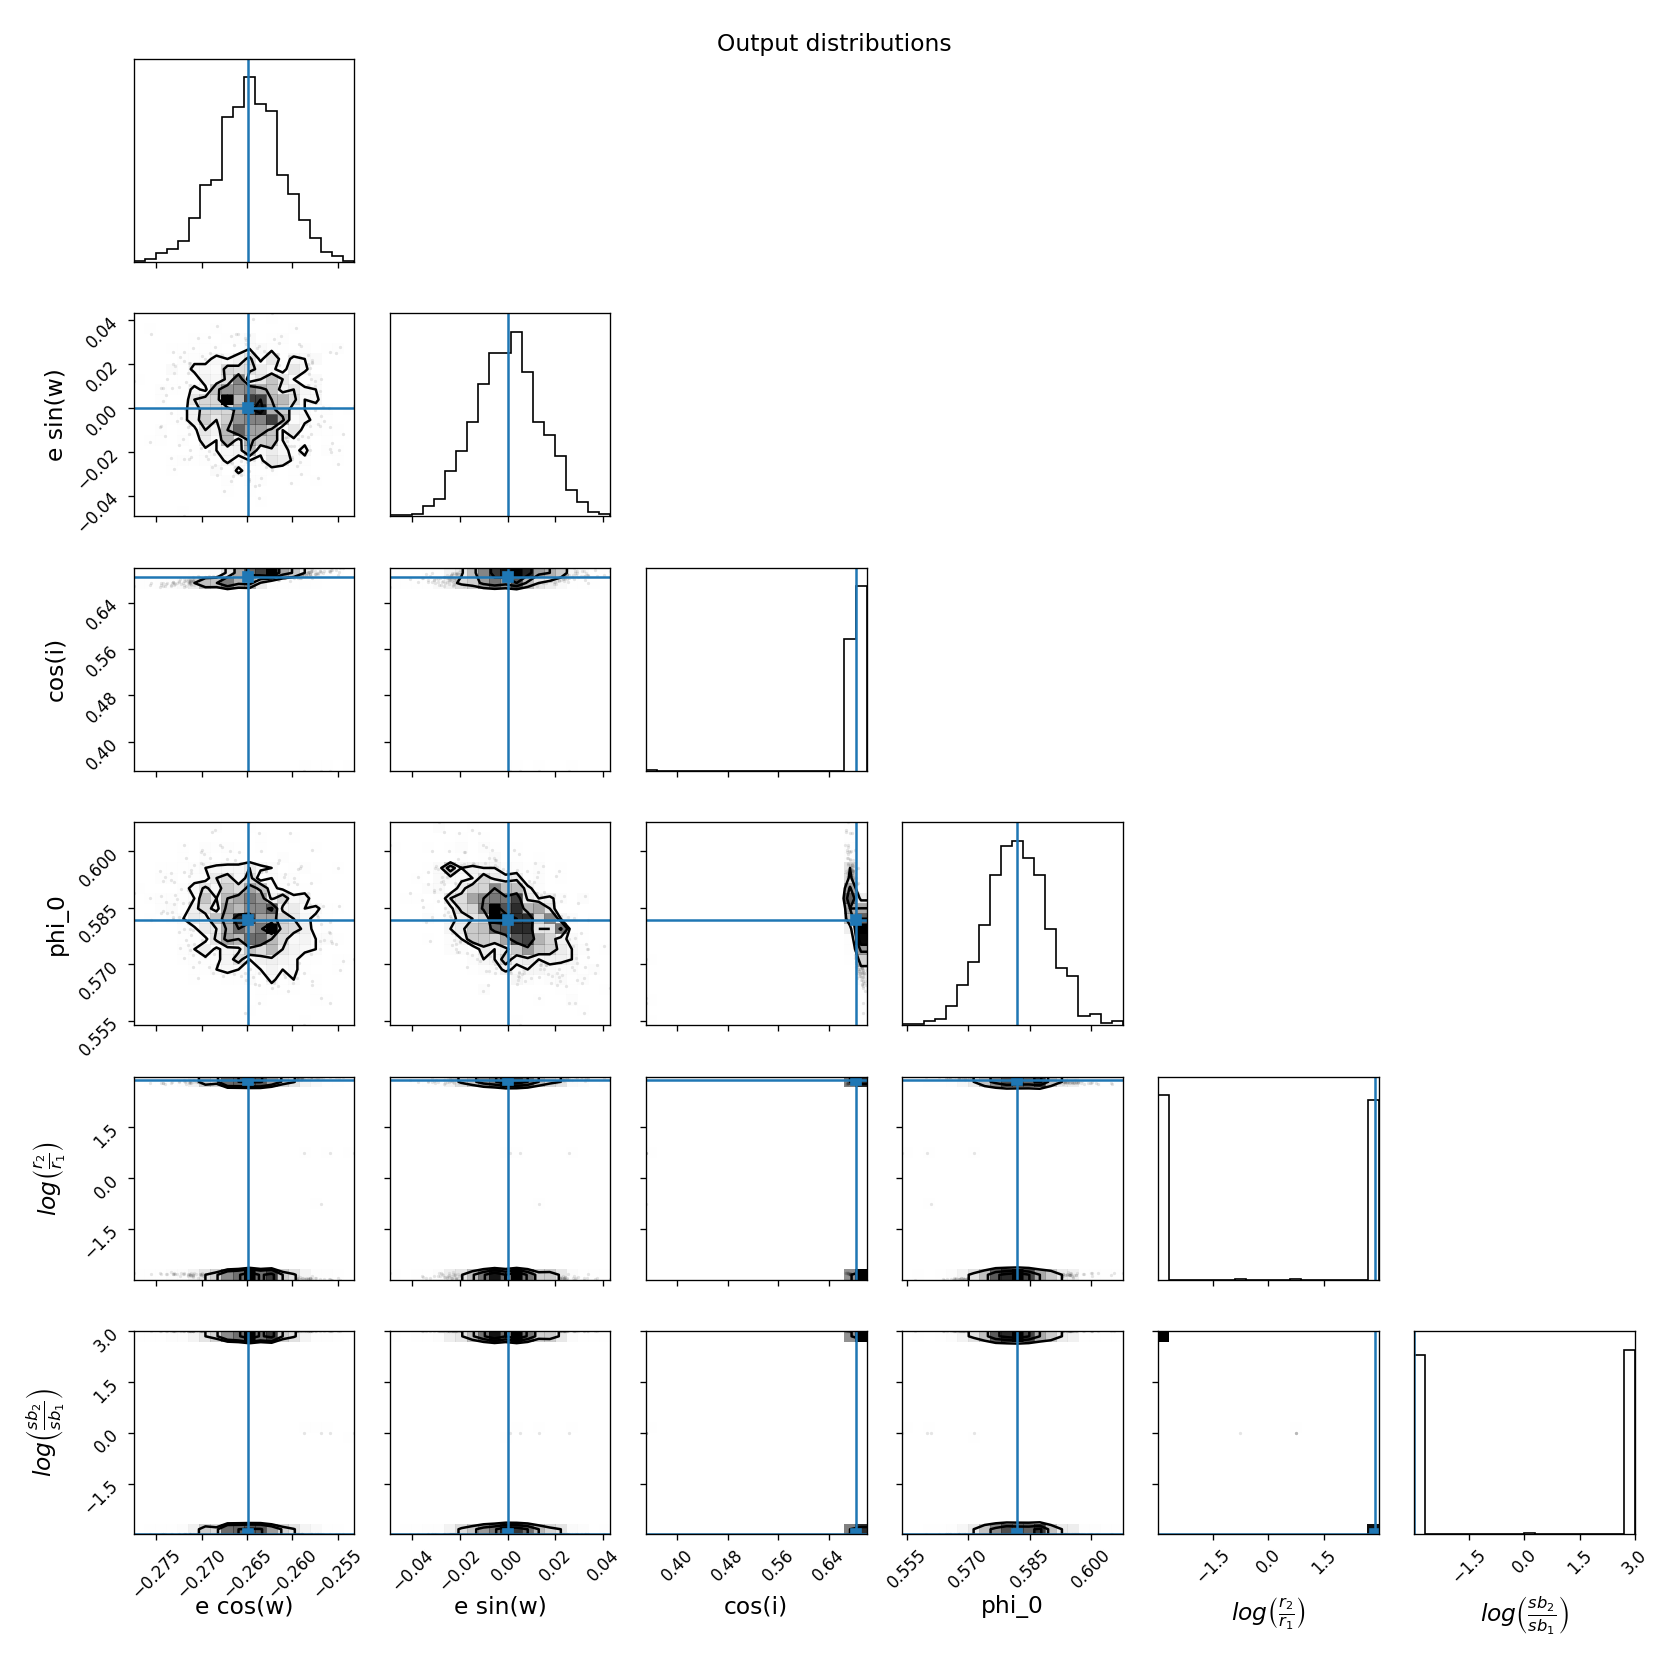 Output distributions
0.04
0.02
0.00
−0.02
−0.04
e sin(w)
0.64
0.56
0.48
0.40
cos(i)
0.600
0.585
0.570
0.555
phi_0
1.5
0.0
−1.5
log(r2/r1)
3.0
1.5
0.0
−1.5
log(sb2/sb1)
−0.275 −0.270 −0.265 −0.260 −0.255
−0.04 −0.02 0.00 0.02 0.04
0.40 0.48 0.56 0.64
0.555 0.570 0.585 0.600
−1.5 0.0 1.5
−1.5 0.0 1.5 3.0
e cos(w)
e sin(w)
cos(i)
phi_0
log(r2/r1)
log(sb2/sb1)